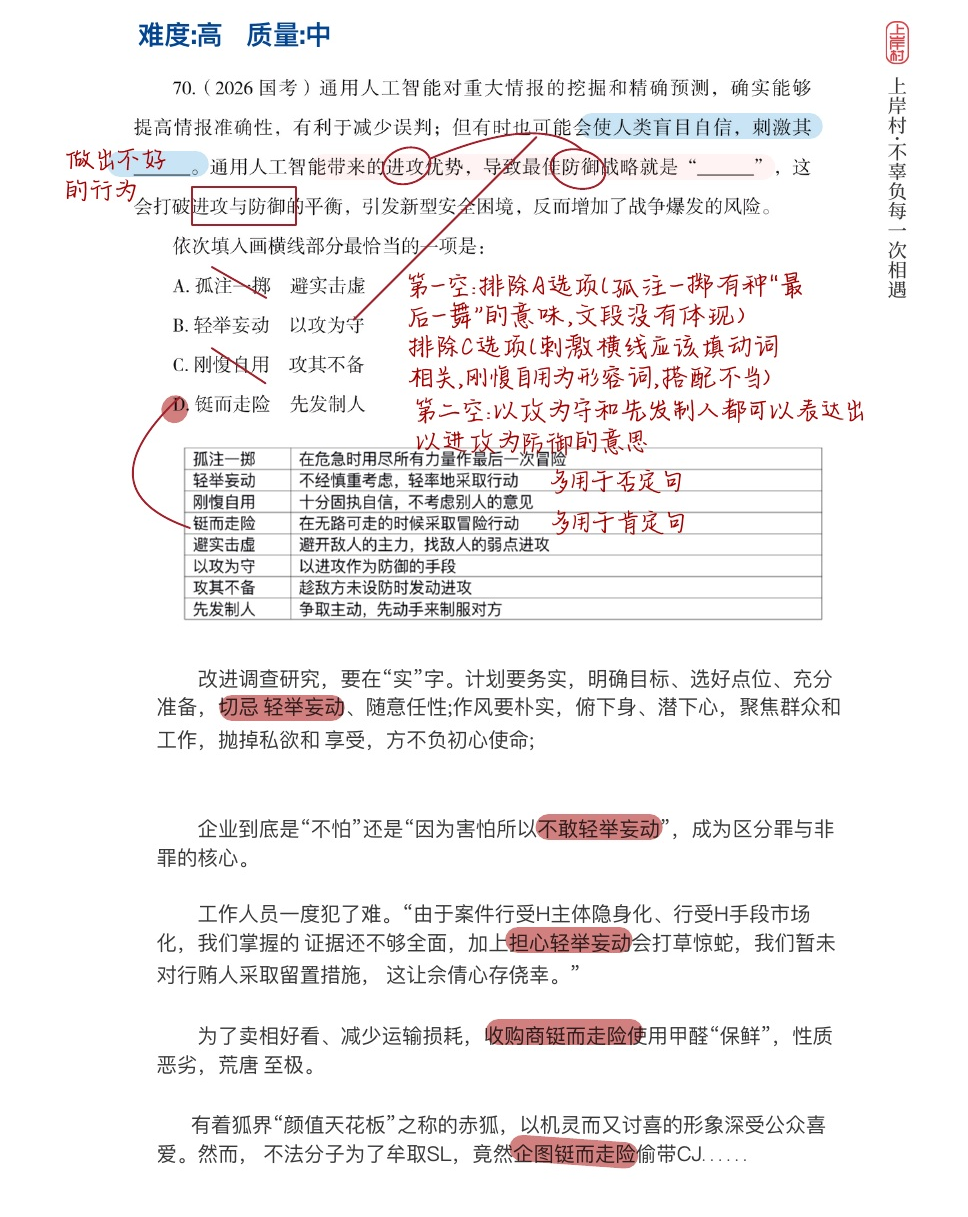 难度:高 质量:中
上岸村
上岸村·不辜负每一次相遇
70.（2026 国考）通用人工智能对重大情报的挖掘和精确预测，确实能够
提高情报准确性，有利于减少误判；但有时也可能会使人类盲目自信，刺激其
做出不好
的行为
______。通用人工智能带来的进攻优势，导致最佳防御战略就是“______”，这
会打破进攻与防御的平衡，引发新型安全困境，反而增加了战争爆发的风险。
依次填入画横线部分最恰当的一项是：
A. 孤注一掷 避实击虚
B. 轻举妄动 以攻为守
C. 刚愎自用 攻其不备
D. 铤而走险 先发制人
第一空:排除A选项(孤注一掷有种“最
后一舞”的意味,文段没有体现)
排除C选项(刺激横线应该填动词
相关,刚愎自用为形容词,搭配不当)
第二空:以攻为守和先发制人都可以表达出
以进攻为防御的意思
孤注一掷 在危急时用尽所有力量作最后一次冒险
轻举妄动 不经慎重考虑，轻率地采取行动 多用于否定句
刚愎自用 十分固执自信，不考虑别人的意见
铤而走险 在无路可走的时候采取冒险行动 多用于肯定句
避实击虚 避开敌人的主力，找敌人的弱点进攻
以攻为守 以进攻作为防御的手段
攻其不备 趁敌方未设防时发动进攻
先发制人 争取主动，先动手来制服对方
改进调查研究，要在“实”字。计划要务实，明确目标、选好点位、充分
准备，切忌 轻举妄动、随意任性;作风要朴实，俯下身、潜下心，聚焦群众和
工作，抛掉私欲和 享受，方不负初心使命;
企业到底是“不怕”还是“因为害怕所以不敢轻举妄动”，成为区分罪与非
罪的核心。
工作人员一度犯了难。“由于案件行受H主体隐身化、行受H手段市场
化，我们掌握的 证据还不够全面，加上担心轻举妄动会打草惊蛇，我们暂未
对行贿人采取留置措施， 这让佘倩心存侥幸。”
为了卖相好看、减少运输损耗，收购商铤而走险使用甲醛“保鲜”，性质
恶劣，荒唐 至极。
有着狐界“颜值天花板”之称的赤狐，以机灵而又讨喜的形象深受公众喜
爱。然而， 不法分子为了牟取SL，竟然企图铤而走险偷带CJ......